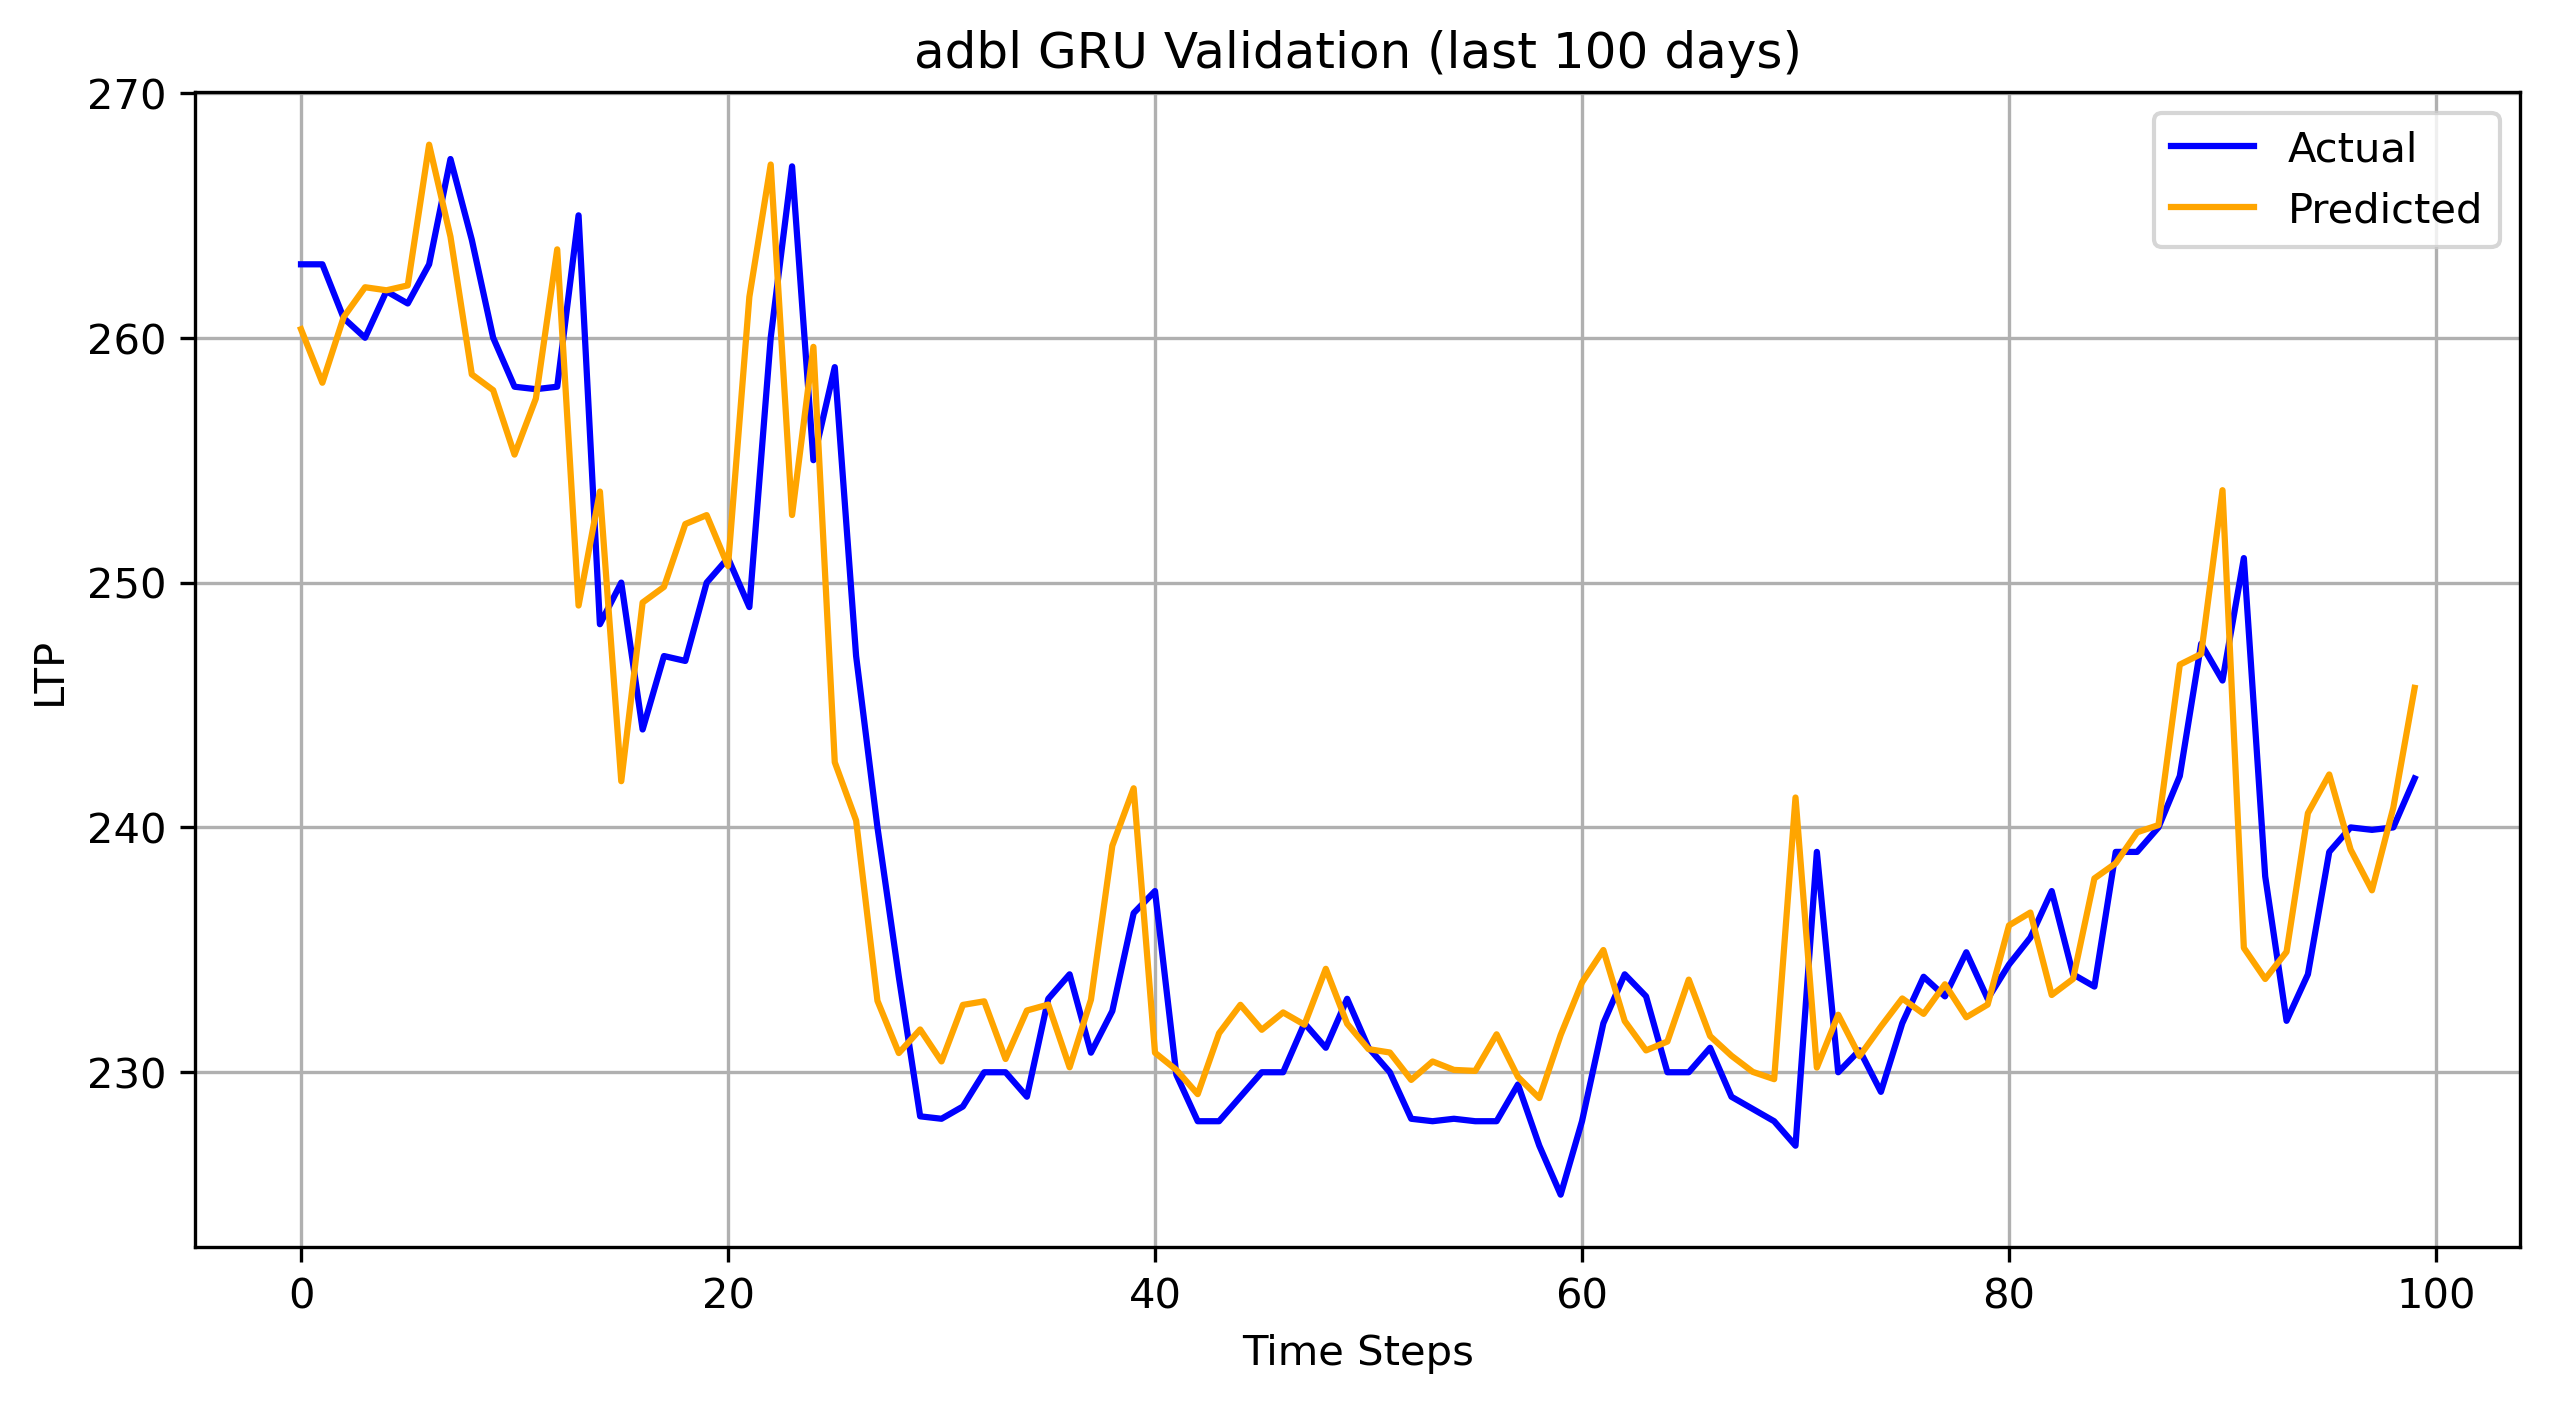 adbl GRU Validation (last 100 days)
Actual
Predicted
270
260
250
240
230
LTP
0 20 40 60 80 100
Time Steps